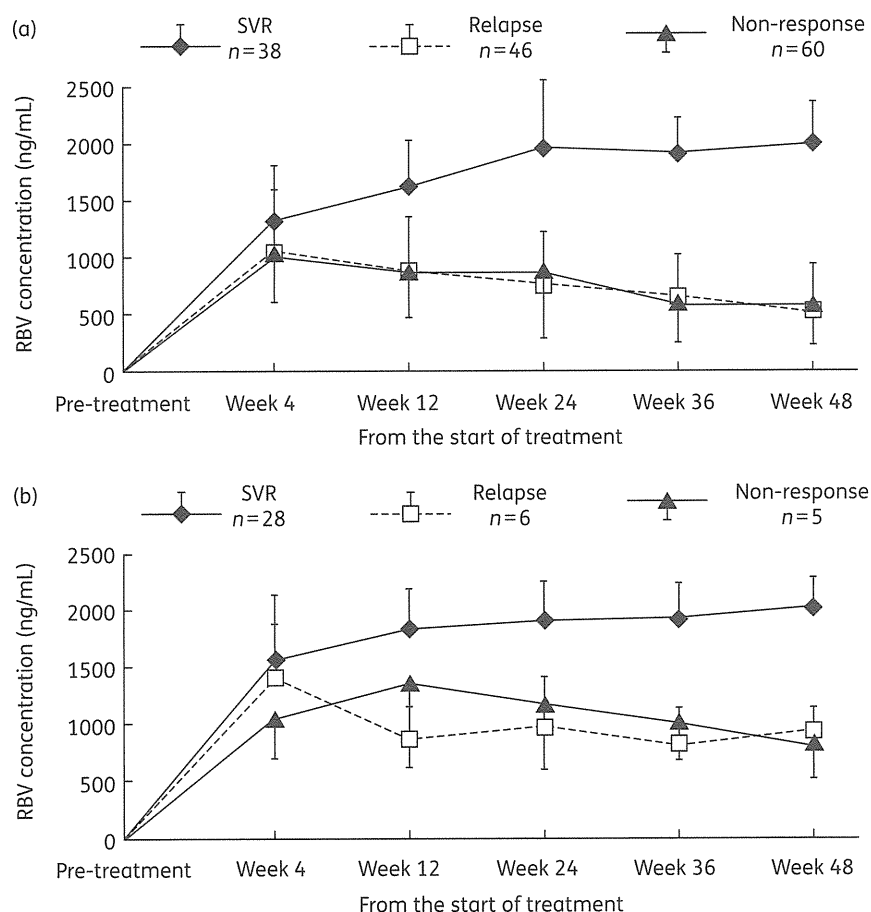 (a)
SVR
n=38
Relapse
n=46
Non-response
n=60
RBV concentration (ng/mL)
2500
2000
1500
1000
500
0
Pre-treatment Week 4 Week 12 Week 24 Week 36 Week 48
From the start of treatment
(b)
SVR
n=28
Relapse
n=6
Non-response
n=5
RBV concentration (ng/mL)
2500
2000
1500
1000
500
0
Pre-treatment Week 4 Week 12 Week 24 Week 36 Week 48
From the start of treatment